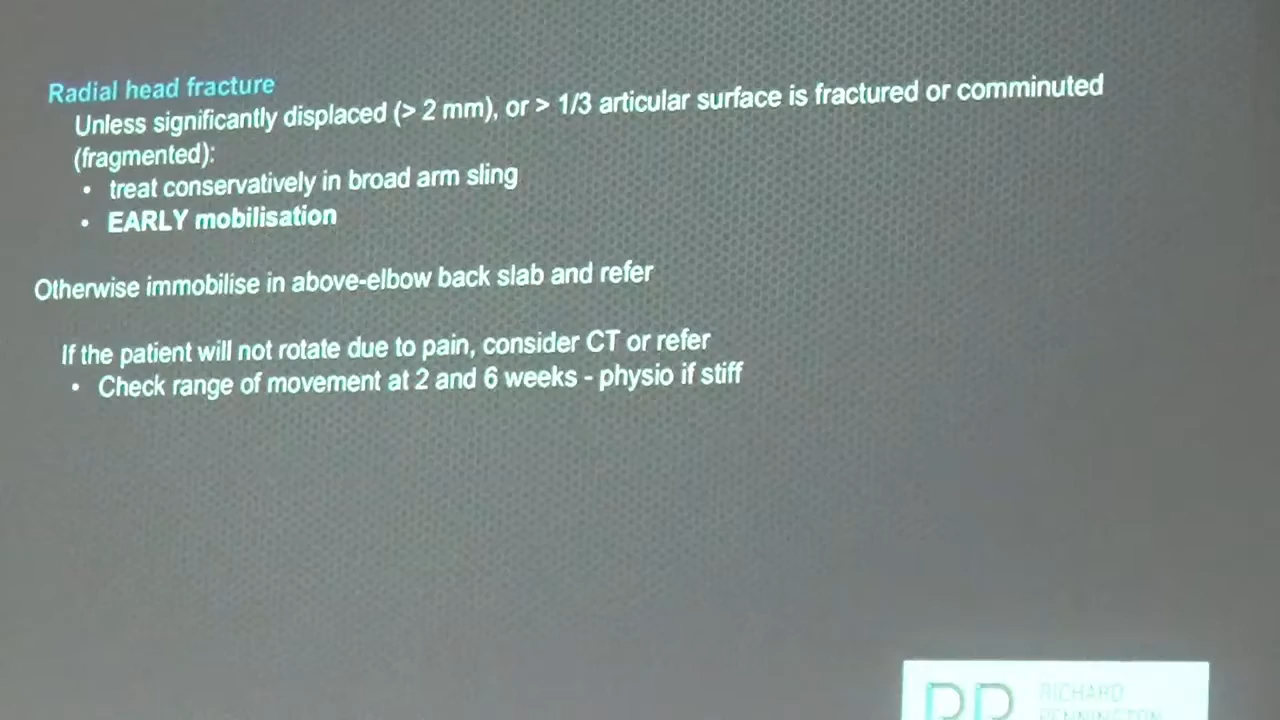 Radial head fracture
Unless significantly displaced (> 2 mm), or > 1/3 articular surface is fractured or comminuted
(fragmented):
• treat conservatively in broad arm sling
• EARLY mobilisation
Otherwise immobilise in above-elbow back slab and refer
If the patient will not rotate due to pain, consider CT or refer
• Check range of movement at 2 and 6 weeks - physio if stiff
RR RICHARD
PENNINGTON